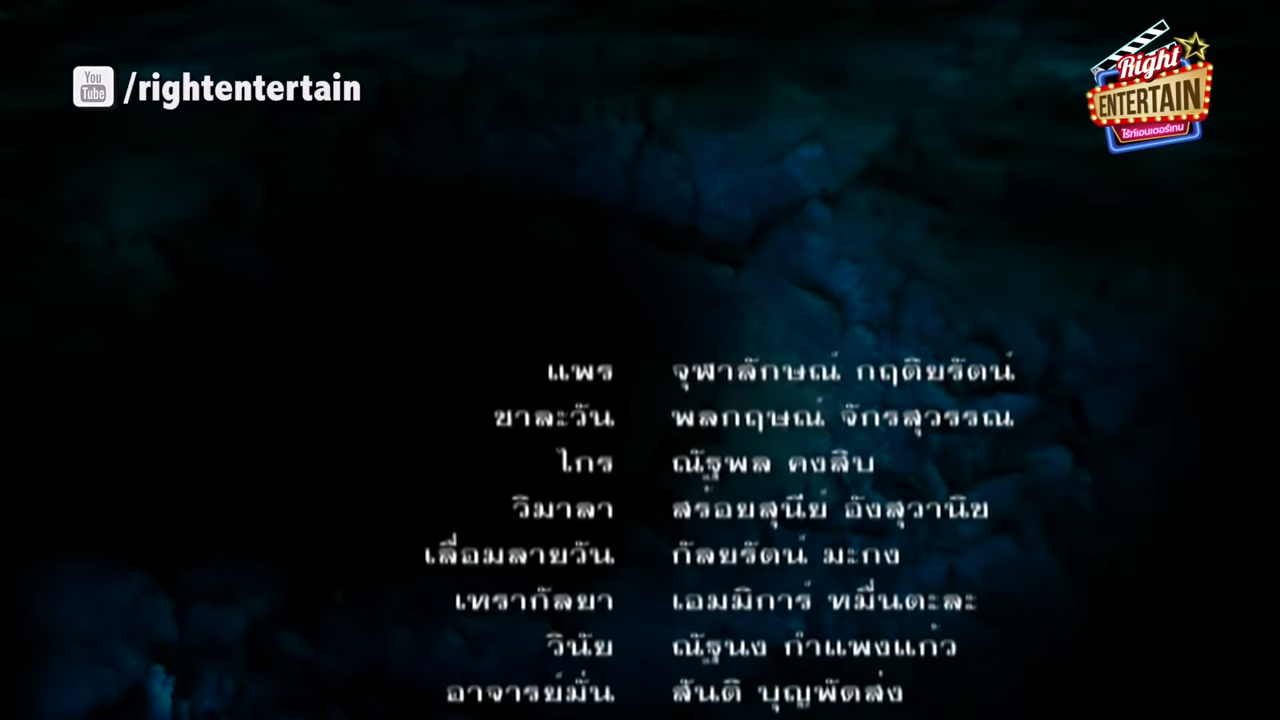 You
Tube
/rightentertain
Right
ENTERTAIN
ไร้ท์เอนเตอร์เทน
แพร จุฬาลักษณ์ กฤติยรัตน์
ชาละวัน พลกฤษณ์ จักรสุวรรณ
ไกร ณัฐพล คงสิบ
วิมาลา สร้อยสุนีย์ อังสุวานิช
เลื่อมลายวัน กัลยรัตน์ มะกง
เทรากัลยา เอมมิการ์ หมื่นตะละ
วินัย ณัฐนง กำแพงแก้ว
อาจารย์มั่น สันติ บุญพัตส่ง